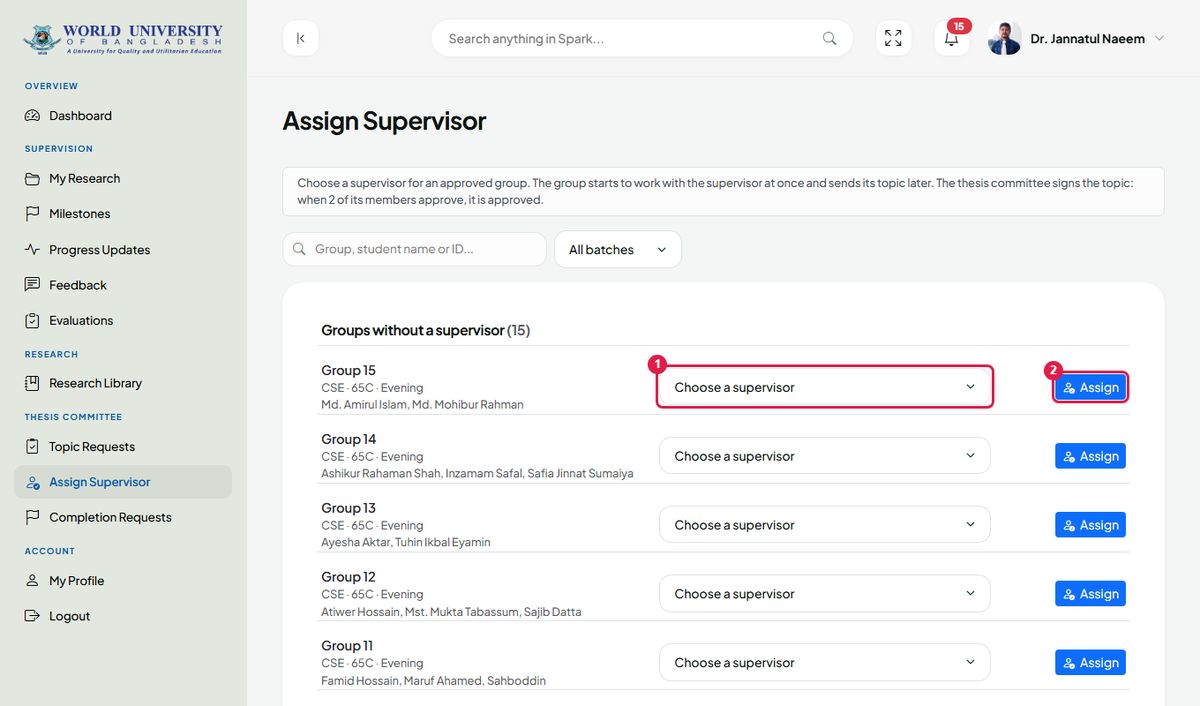 WORLD UNIVERSITY
OF BANGLADESH
A University for Quality and Utilitarian Education
Search anything in Spark...
15
Dr. Jannatul Naeem
OVERVIEW
Dashboard
SUPERVISION
My Research
Milestones
Progress Updates
Feedback
Evaluations
RESEARCH
Research Library
THESIS COMMITTEE
Topic Requests
Assign Supervisor
Completion Requests
ACCOUNT
My Profile
Logout
Assign Supervisor
Choose a supervisor for an approved group. The group starts to work with the supervisor at once and sends its topic later. The thesis committee signs the topic:
when 2 of its members approve, it is approved.
Group, student name or ID...
All batches
Groups without a supervisor (15)
Group 15
CSE · 65C · Evening
Md. Amirul Islam, Md. Mohibur Rahman
1
Choose a supervisor
2
Assign
Group 14
CSE · 65C · Evening
Ashikur Rahaman Shah, Inzamam Safal, Safia Jinnat Sumaiya
Choose a supervisor
Assign
Group 13
CSE · 65C · Evening
Ayesha Aktar, Tuhin Ikbal Eyamin
Choose a supervisor
Assign
Group 12
CSE · 65C · Evening
Atiwer Hossain, Mst. Mukta Tabassum, Sajib Datta
Choose a supervisor
Assign
Group 11
CSE · 65C · Evening
Famid Hossain, Maruf Ahamed, Sahboddin
Choose a supervisor
Assign